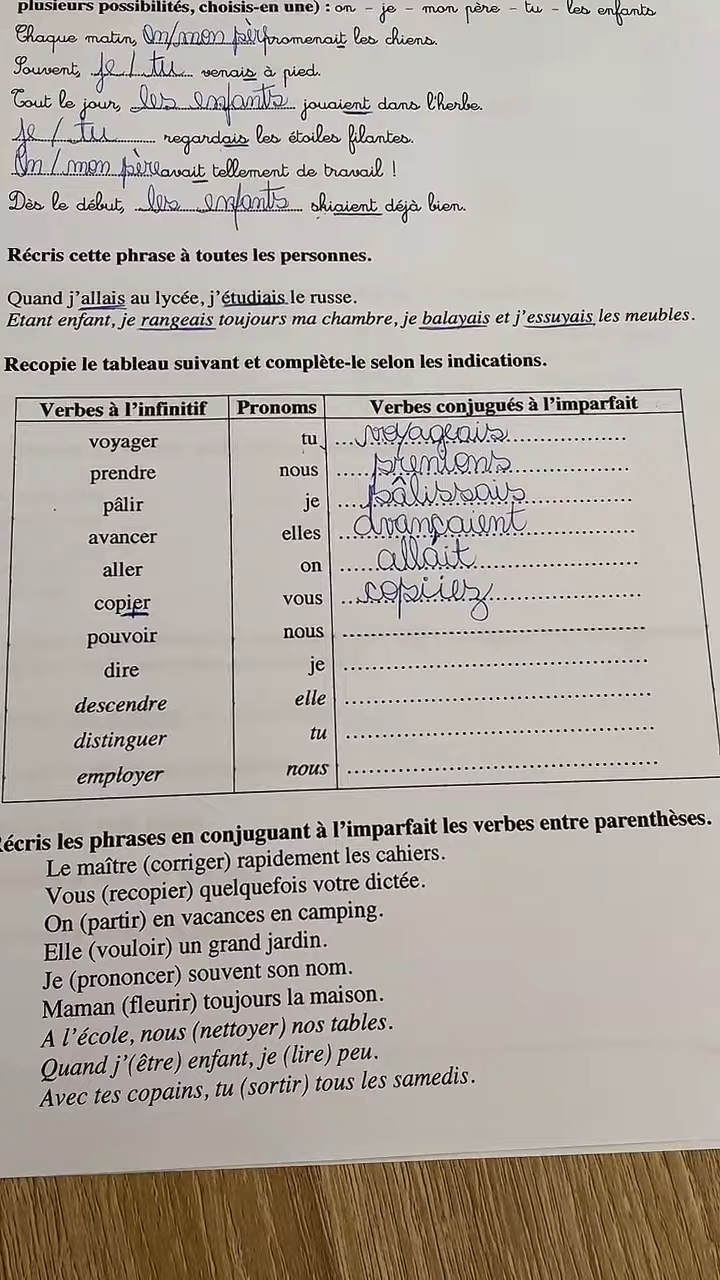 plusieurs possibilités, choisis-en une) : on - je - mon père - tu - les enfants
Chaque matin, On/mon père promenait les chiens.
Souvent, je / tu venais à pied.
Tout le jour, les enfants jouaient dans l'herbe.
je / tu regardais les étoiles filantes.
On / mon père avait tellement de travail !
Dès le début, les enfants skiaient déjà bien.
Récris cette phrase à toutes les personnes.
Quand j'allais au lycée, j'étudiais le russe.
Etant enfant, je rangeais toujours ma chambre, je balayais et j'essuyais les meubles.
Recopie le tableau suivant et complète-le selon les indications.
Verbes à l'infinitif Pronoms Verbes conjugués à l'imparfait
voyager tu voyageais
prendre nous prenions
pâlir je pâlissais
avancer elles avançaient
aller on allait
copier vous copiiez
pouvoir nous
dire je
descendre elle
distinguer tu
employer nous
Récris les phrases en conjuguant à l'imparfait les verbes entre parenthèses.
Le maître (corriger) rapidement les cahiers.
Vous (recopier) quelquefois votre dictée.
On (partir) en vacances en camping.
Elle (vouloir) un grand jardin.
Je (prononcer) souvent son nom.
Maman (fleurir) toujours la maison.
A l'école, nous (nettoyer) nos tables.
Quand j'(être) enfant, je (lire) peu.
Avec tes copains, tu (sortir) tous les samedis.